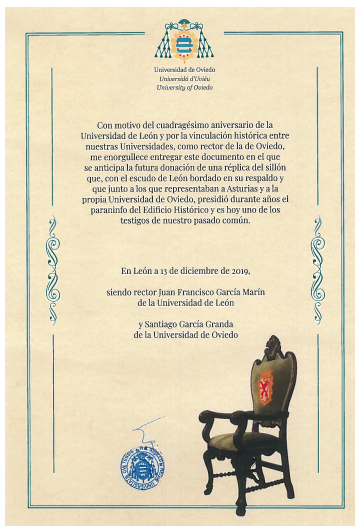 Universidad de Oviedo
Universidá d'Uviéu
University of Oviedo
Con motivo del cuadragésimo aniversario de la
Universidad de León y por la vinculación histórica entre
nuestras Universidades, como rector de la de Oviedo,
me enorgullece entregar este documento en el que
se anticipa la futura donación de una réplica del sillón
que, con el escudo de León bordado en su respaldo y
que junto a los que representaban a Asturias y a la
propia Universidad de Oviedo, presidió durante años el
paraninfo del Edificio Histórico y es hoy uno de los
testigos de nuestro pasado común.
En León a 13 de diciembre de 2019,
siendo rector Juan Francisco García Marín
de la Universidad de León
y Santiago García Granda
de la Universidad de Oviedo